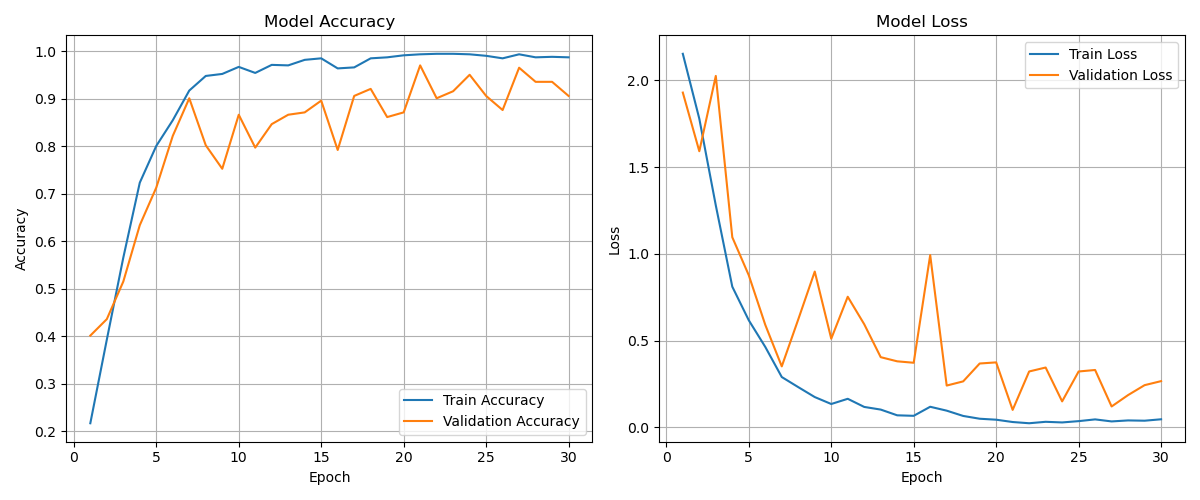 Model Accuracy
1.0
0.9
0.8
0.7
0.6
0.5
0.4
0.3
0.2
Accuracy
0 5 10 15 20 25 30
Epoch
Train Accuracy
Validation Accuracy
Model Loss
2.0
1.5
1.0
0.5
0.0
Loss
0 5 10 15 20 25 30
Epoch
Train Loss
Validation Loss